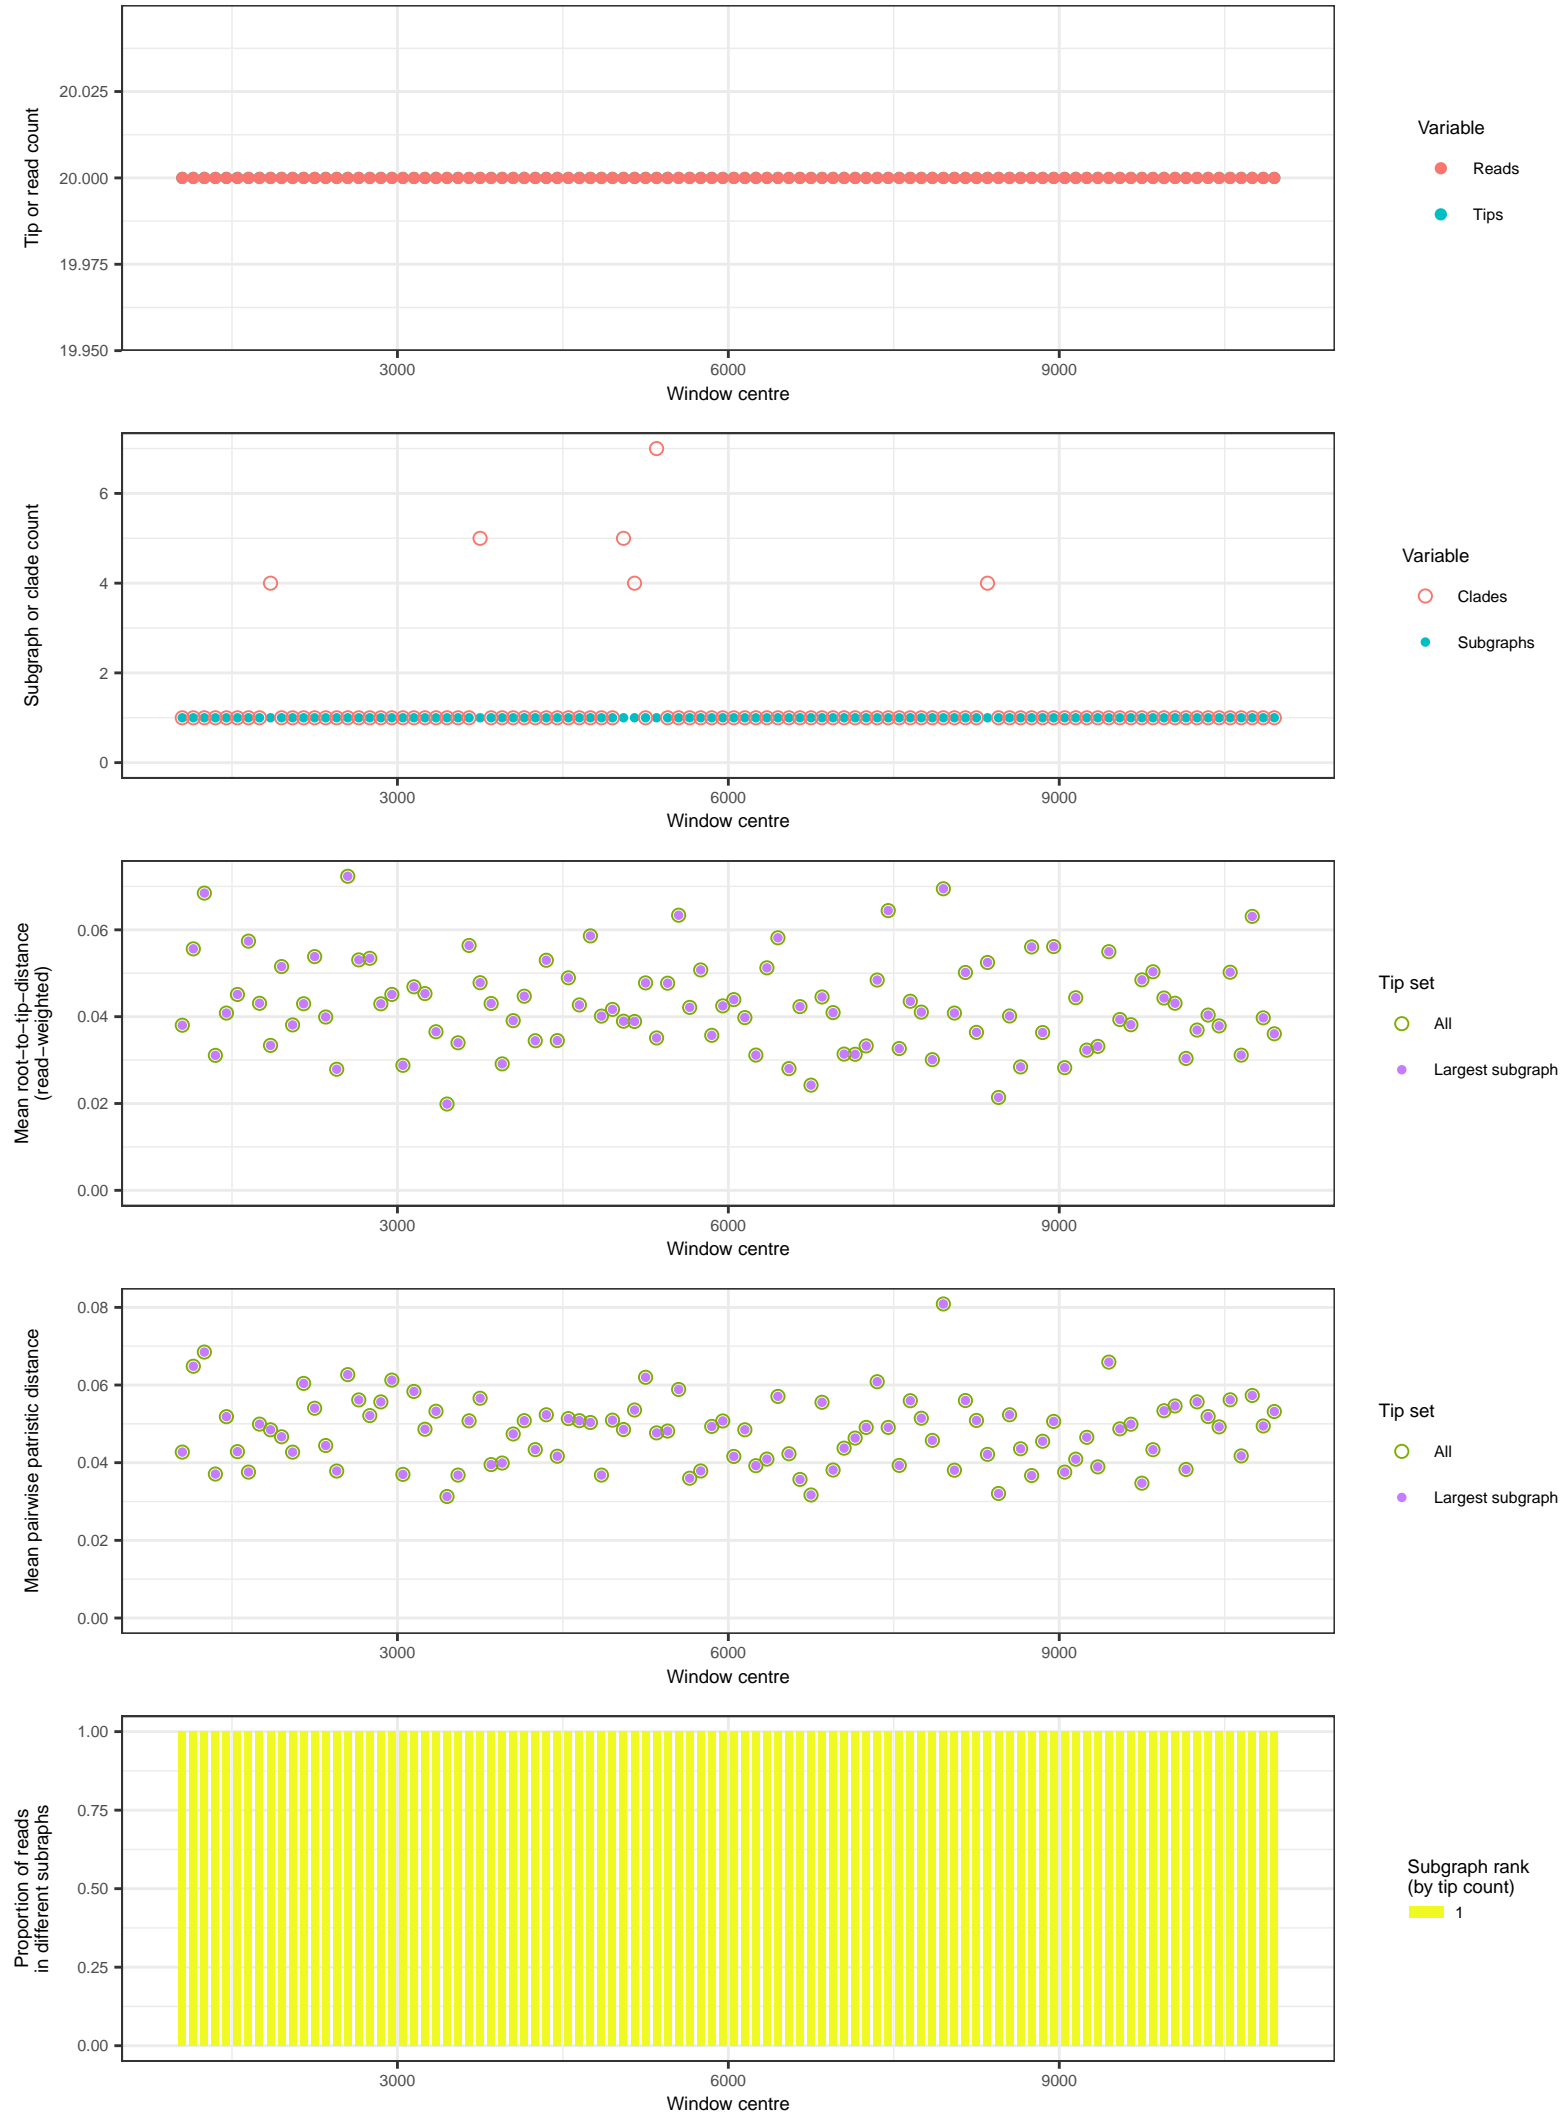 20.025
20.000
19.975
19.950
Tip or read count
3000
6000
9000
Window centre
Variable
Reads
Tips
6
4
2
0
Subgraph or clade count
3000
6000
9000
Window centre
Variable
Clades
Subgraphs
0.06
0.04
0.02
0.00
Mean root−to−tip−distance
(read−weighted)
3000
6000
9000
Window centre
Tip set
All
Largest subgraph
0.08
0.06
0.04
0.02
0.00
Mean pairwise patristic distance
3000
6000
9000
Window centre
Tip set
All
Largest subgraph
1.00
0.75
0.50
0.25
0.00
Proportion of reads
in different subraphs
3000
6000
9000
Window centre
Subgraph rank
(by tip count)
1